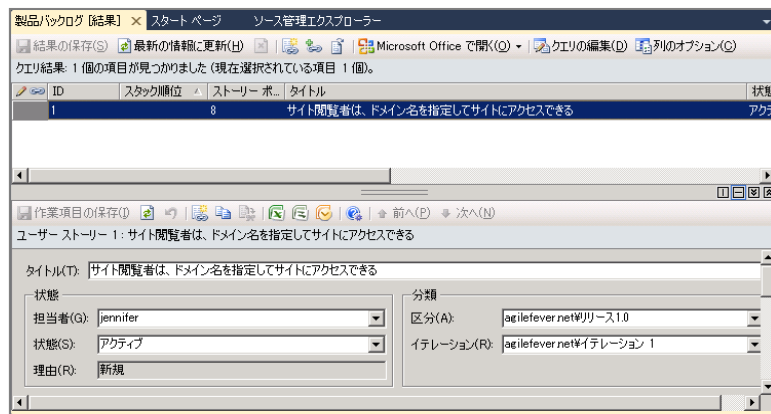 製品バックログ [結果] スタート ページ ソース管理エクスプローラー
結果の保存(S) 最新の情報に更新(H) Microsoft Office で開く(O) クエリの編集(D) 列のオプション(C)
クエリ結果: 1 個の項目が見つかりました (現在選択されている項目 1 個)。
ID スタック順位 ストーリー ポ... タイトル 状態
1 8 サイト閲覧者は、ドメイン名を指定してサイトにアクセスできる アクテ
作業項目の保存(I) 前へ(P) 次へ(N)
ユーザー ストーリー 1 : サイト閲覧者は、ドメイン名を指定してサイトにアクセスできる
タイトル(T): サイト閲覧者は、ドメイン名を指定してサイトにアクセスできる
状態 分類
担当者(G): jennifer 区分(A): agilefever.net¥リリース1.0
状態(S): アクティブ イテレーション(R): agilefever.net¥イテレーション 1
理由(R): 新規